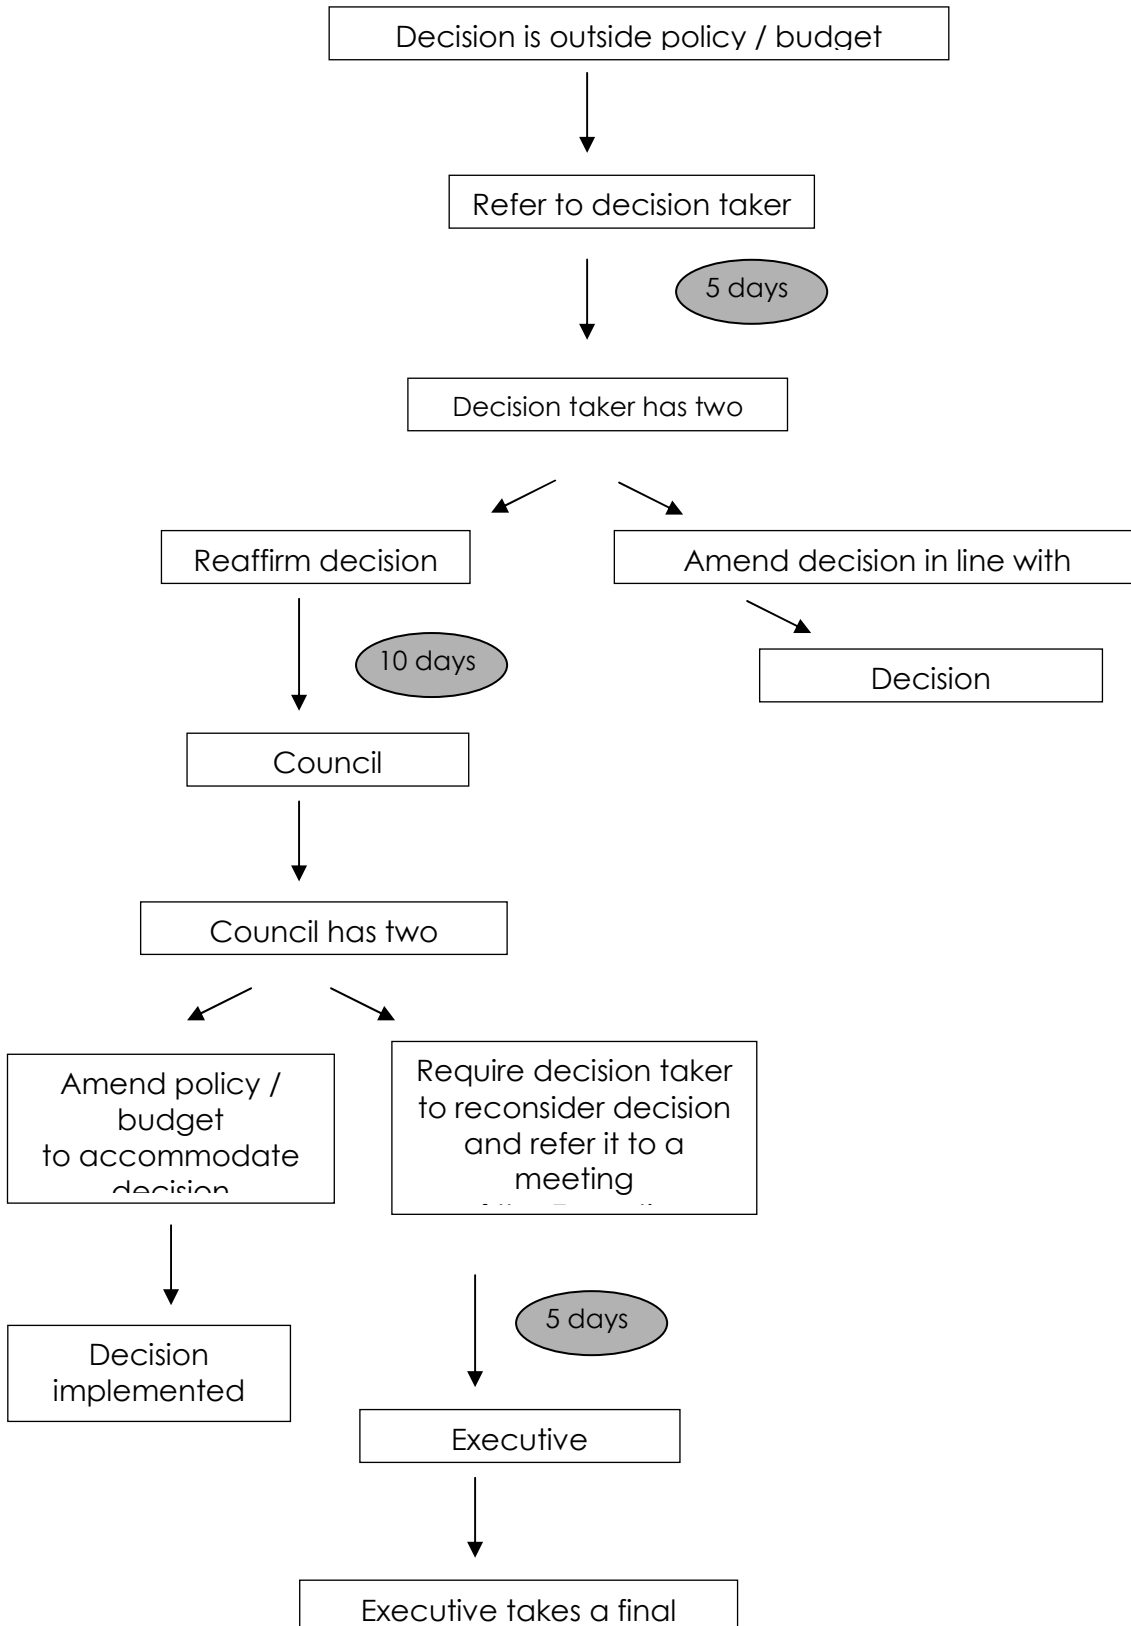 Decision is outside policy / budget
Refer to decision taker
5 days
Decision taker has two
Reaffirm decision
Amend decision in line with
10 days
Decision
Council
Council has two
Amend policy /
budget
to accommodate
decision
Require decision taker
to reconsider decision
and refer it to a
meeting
Decision
implemented
5 days
Executive
Executive takes a final